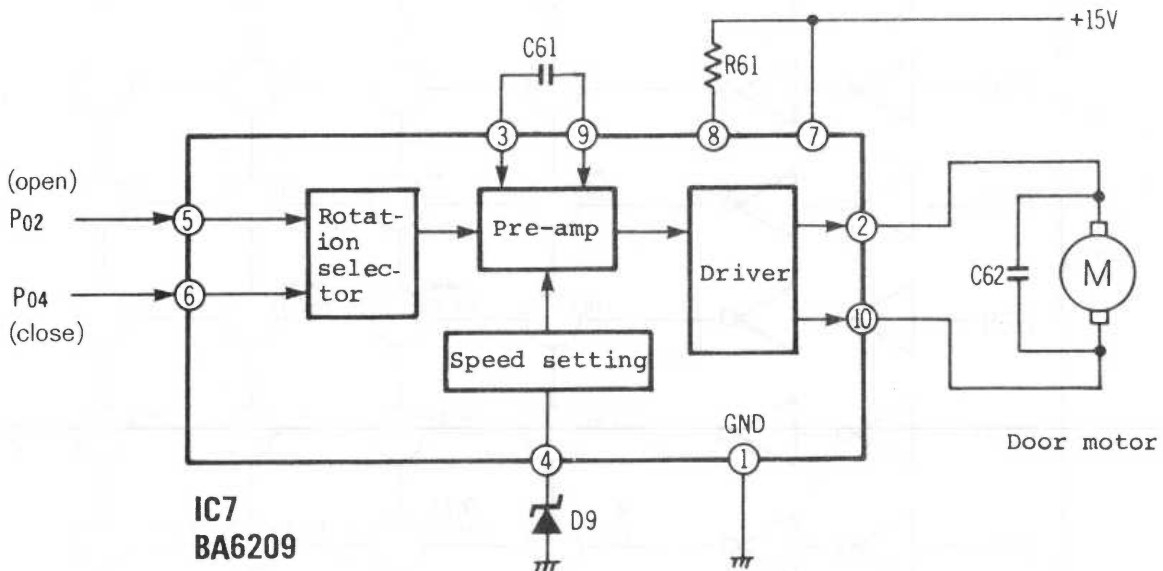 +15V
C61
R61
3
9
8
7
(open)
P02
5
Rotat-
ion
selec-
tor
Pre-amp
Driver
2
C62
M
P04
6
(close)
10
Speed setting
GND
Door motor
4
1
D9
IC7
BA6209